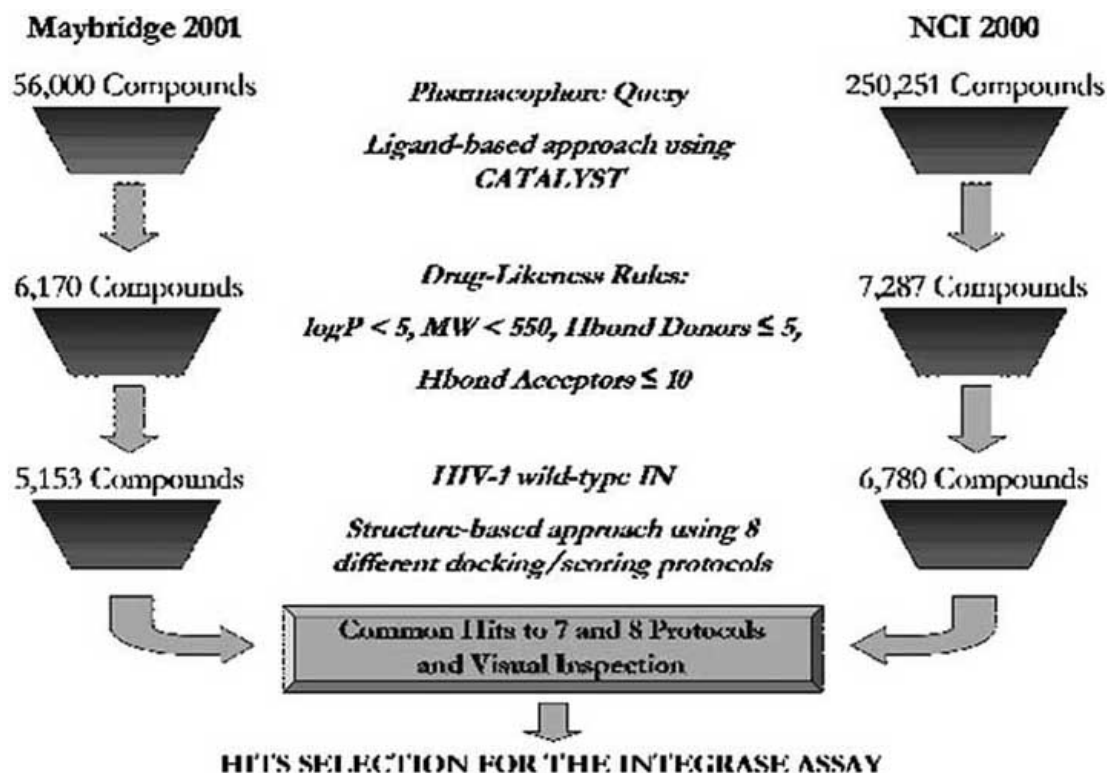 Maybridge 2001
NCI 2000
56,000 Compounds
250,251 Compounds
Pharmacophore Query
Ligand-based approach using
CATALYST
6,170 Compounds
7,287 Compounds
Drug-Likeness Rules:
logP < 5, MW < 550, Hbond Donors ≤ 5,
Hbond Acceptors ≤ 10
5,153 Compounds
6,780 Compounds
HIV-1 wild-type IN
Structure-based approach using 8
different docking/scoring protocols
Common Hits to 7 and 8 Protocols
and Visual Inspection
HITS SELECTION FOR THE INTEGRASE ASSAY